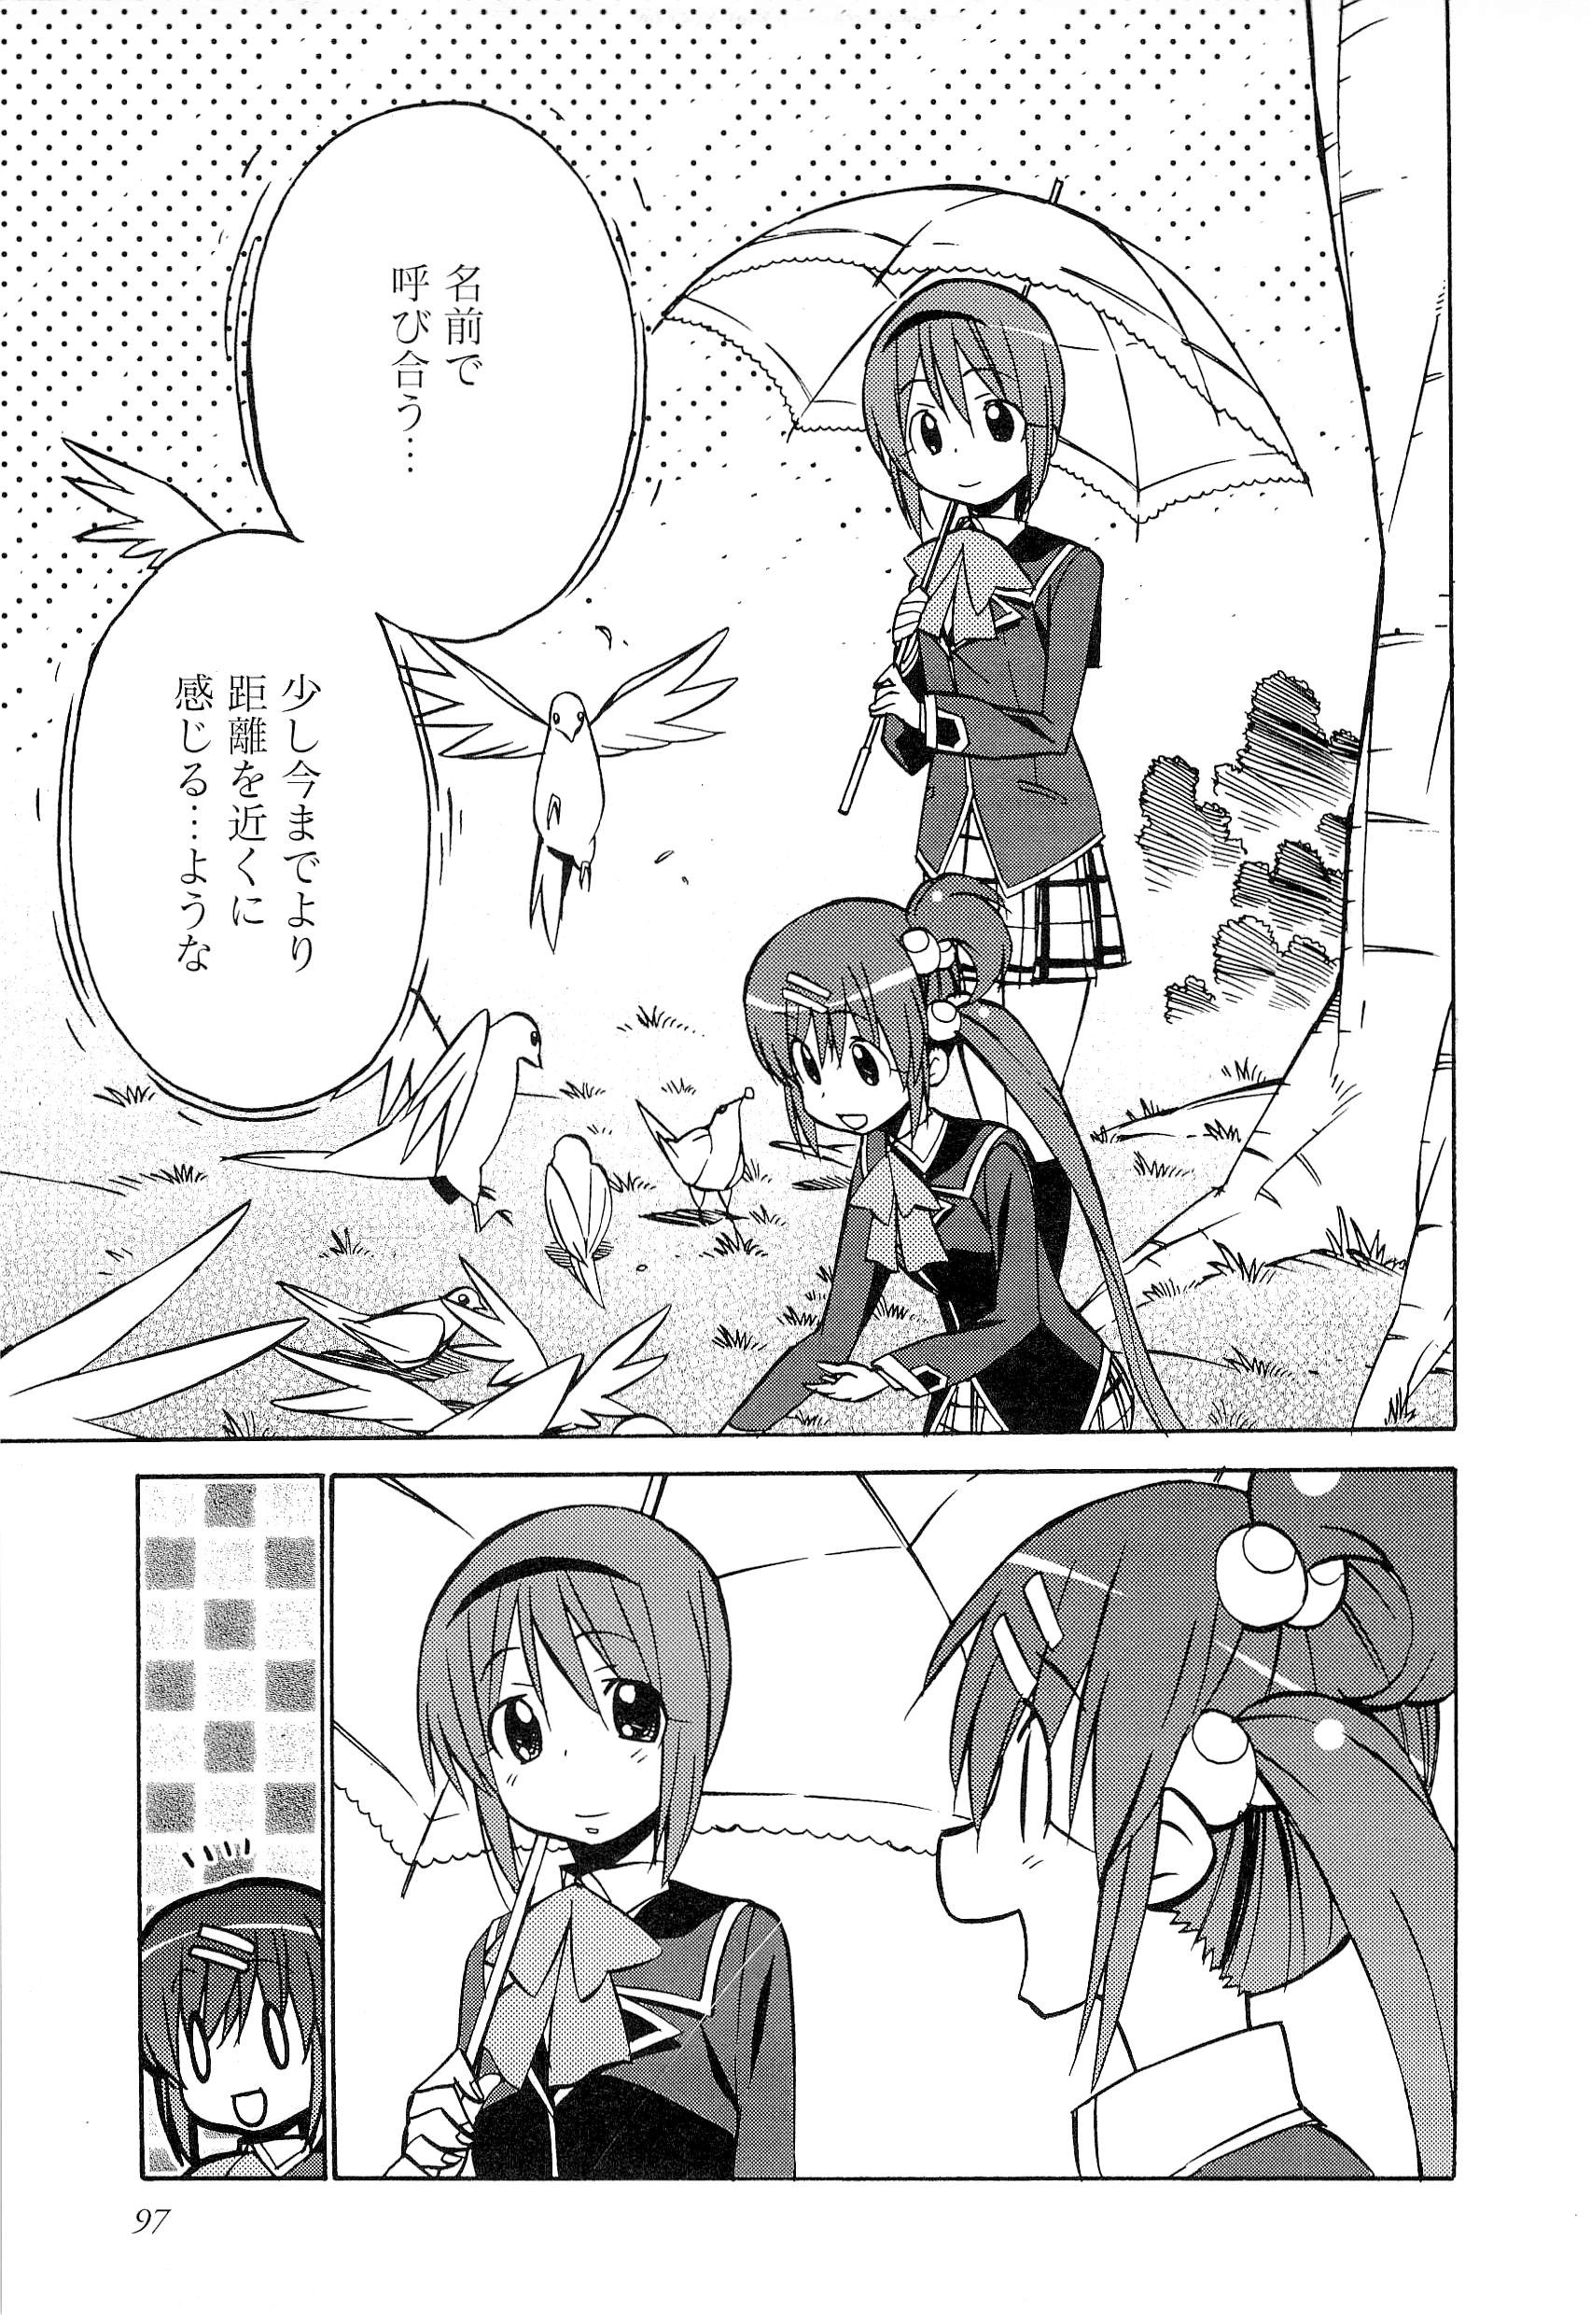 名前で
呼び合う…
少し今までより
距離を近くに
感じる…ような
97